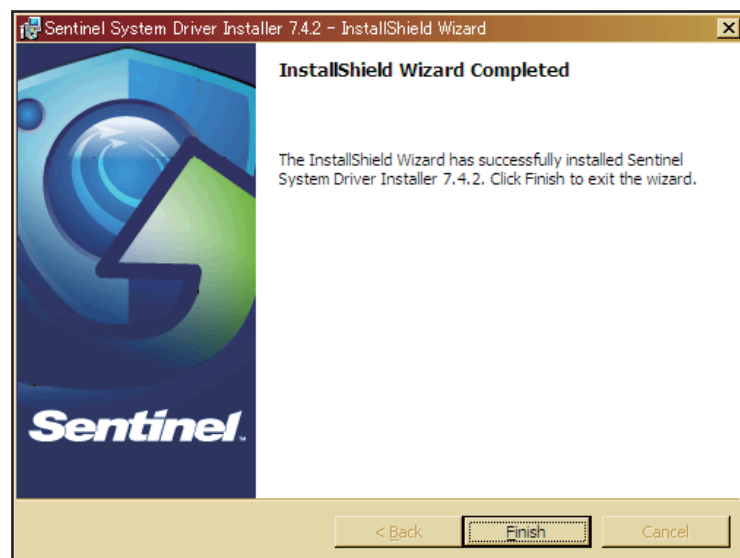 Sentinel System Driver Installer 7.4.2 - InstallShield Wizard
InstallShield Wizard Completed
The InstallShield Wizard has successfully installed Sentinel
System Driver Installer 7.4.2. Click Finish to exit the wizard.
Sentinel™
< Back
Finish
Cancel